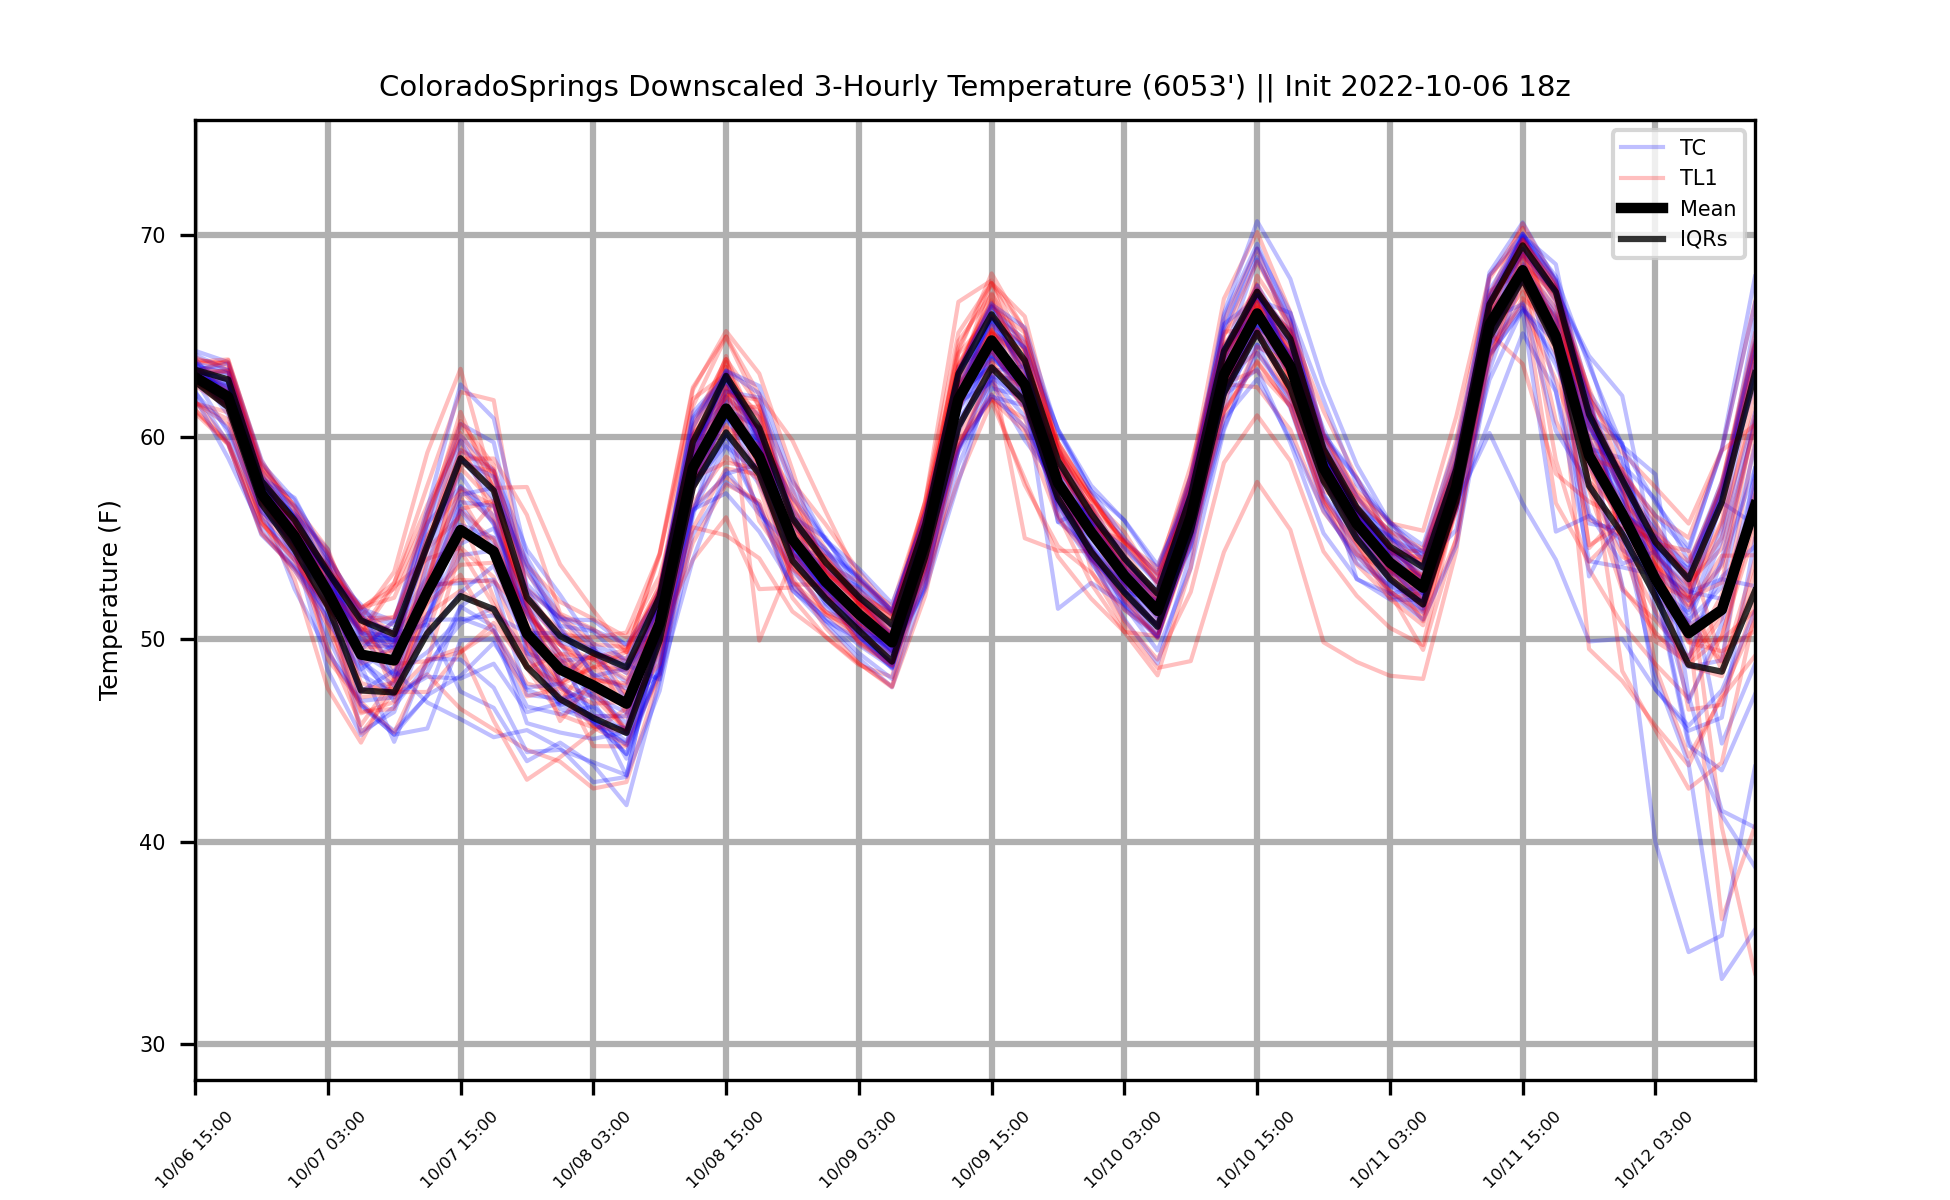 ColoradoSprings Downscaled 3-Hourly Temperature (6053') || Init 2022-10-06 18z
TC
TL1
Mean
IQRs
Temperature (F)
70
60
50
40
30
10/06 15:00
10/07 03:00
10/07 15:00
10/08 03:00
10/08 15:00
10/09 03:00
10/09 15:00
10/10 03:00
10/10 15:00
10/11 03:00
10/11 15:00
10/12 03:00